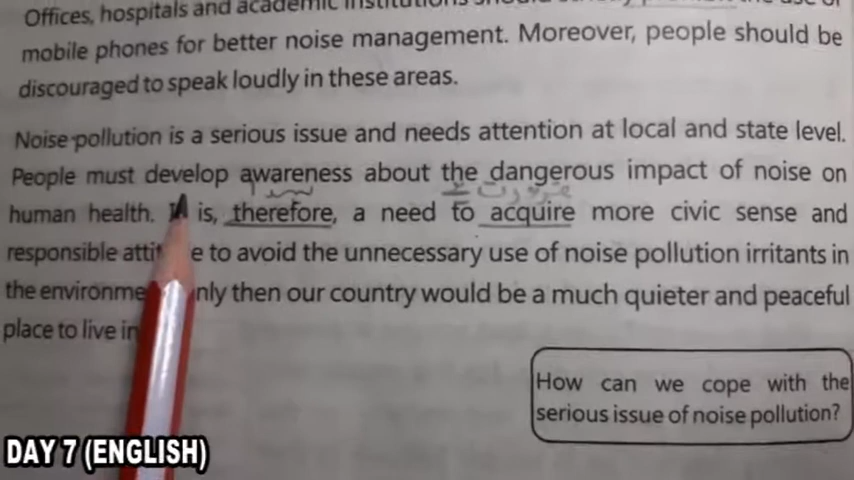 Offices, hospitals and academic institutions should the use of
mobile phones for better noise management. Moreover, people should be
discouraged to speak loudly in these areas.
Noise pollution is a serious issue and needs attention at local and state level.
People must develop awareness about the dangerous impact of noise on
human health. is, therefore, a need to acquire more civic sense and
responsible atti e to avoid the unnecessary use of noise pollution irritants in
the environme nly then our country would be a much quieter and peaceful
place to live in
How can we cope with the
serious issue of noise pollution?
DAY 7 (ENGLISH)